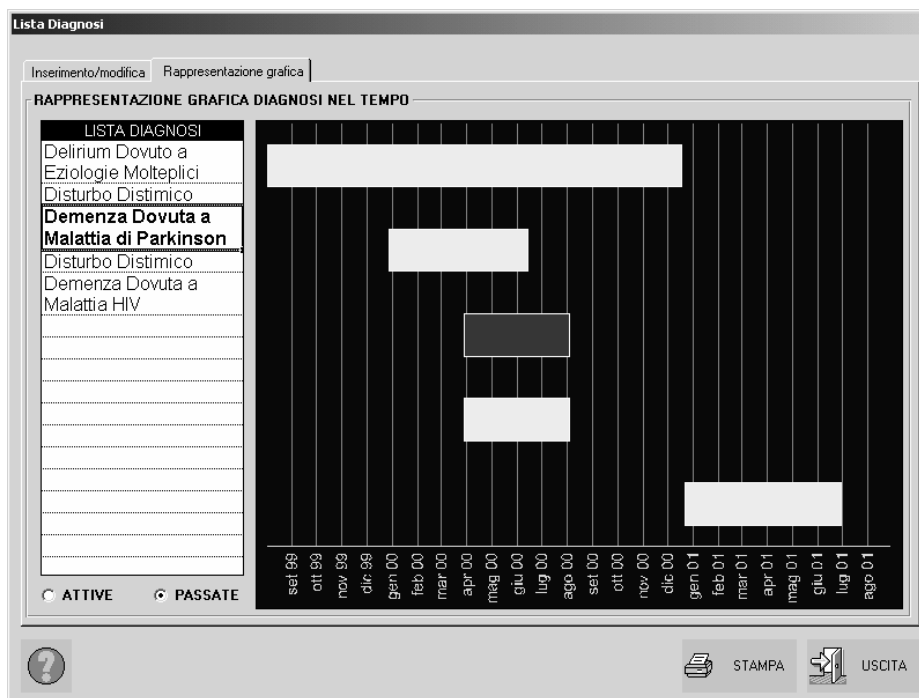 Lista Diagnosi
Inserimento/modifica
Rappresentazione grafica
RAPPRESENTAZIONE GRAFICA DIAGNOSI NEL TEMPO
LISTA DIAGNOSI
Delirium Dovuto a
Eziologie Molteplici
Disturbo Distimico
Demenza Dovuta a
Malattia di Parkinson
Disturbo Distimico
Demenza Dovuta a
Malattia HIV
set 99
ott 99
nov 99
dic 99
gen 00
feb 00
mar 00
apr 00
mag 00
giu 00
lug 00
ago 00
set 00
ott 00
nov 00
dic 00
gen 01
feb 01
mar 01
apr 01
mag 01
giu 01
lug 01
ago 01
ATTIVE
PASSATE
?
STAMPA
USCITA